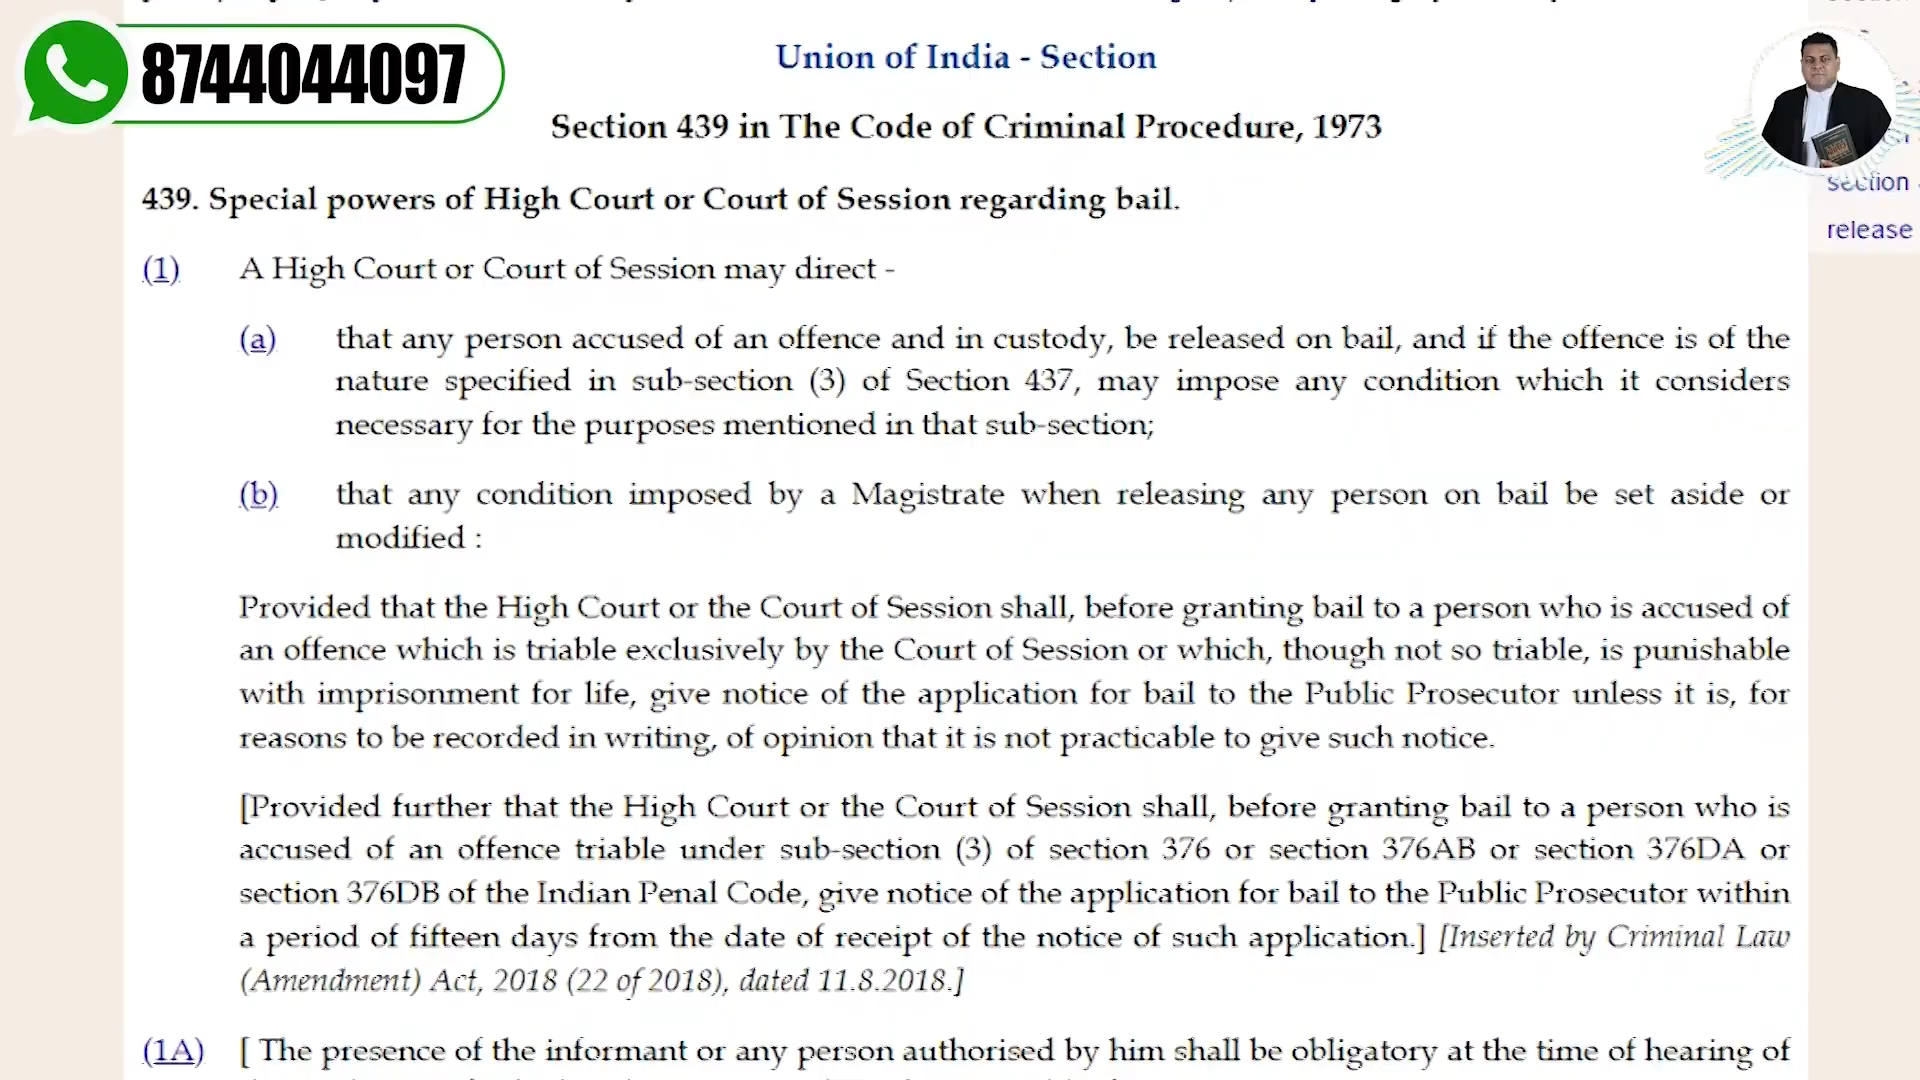 8744044097
Union of India - Section
Section 439 in The Code of Criminal Procedure, 1973
439. Special powers of High Court or Court of Session regarding bail.
(1) A High Court or Court of Session may direct -
(a) that any person accused of an offence and in custody, be released on bail, and if the offence is of the
nature specified in sub-section (3) of Section 437, may impose any condition which it considers
necessary for the purposes mentioned in that sub-section;
(b) that any condition imposed by a Magistrate when releasing any person on bail be set aside or
modified :
Provided that the High Court or the Court of Session shall, before granting bail to a person who is accused of
an offence which is triable exclusively by the Court of Session or which, though not so triable, is punishable
with imprisonment for life, give notice of the application for bail to the Public Prosecutor unless it is, for
reasons to be recorded in writing, of opinion that it is not practicable to give such notice.
[Provided further that the High Court or the Court of Session shall, before granting bail to a person who is
accused of an offence triable under sub-section (3) of section 376 or section 376AB or section 376DA or
section 376DB of the Indian Penal Code, give notice of the application for bail to the Public Prosecutor within
a period of fifteen days from the date of receipt of the notice of such application.] [Inserted by Criminal Law
(Amendment) Act, 2018 (22 of 2018), dated 11.8.2018.]
(1A) [ The presence of the informant or any person authorised by him shall be obligatory at the time of hearing of
section
release